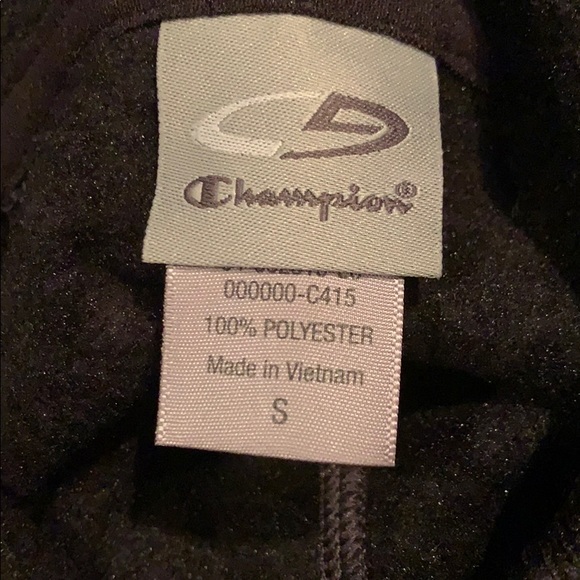 Champion®
000000-C415
100% POLYESTER
Made in Vietnam
S